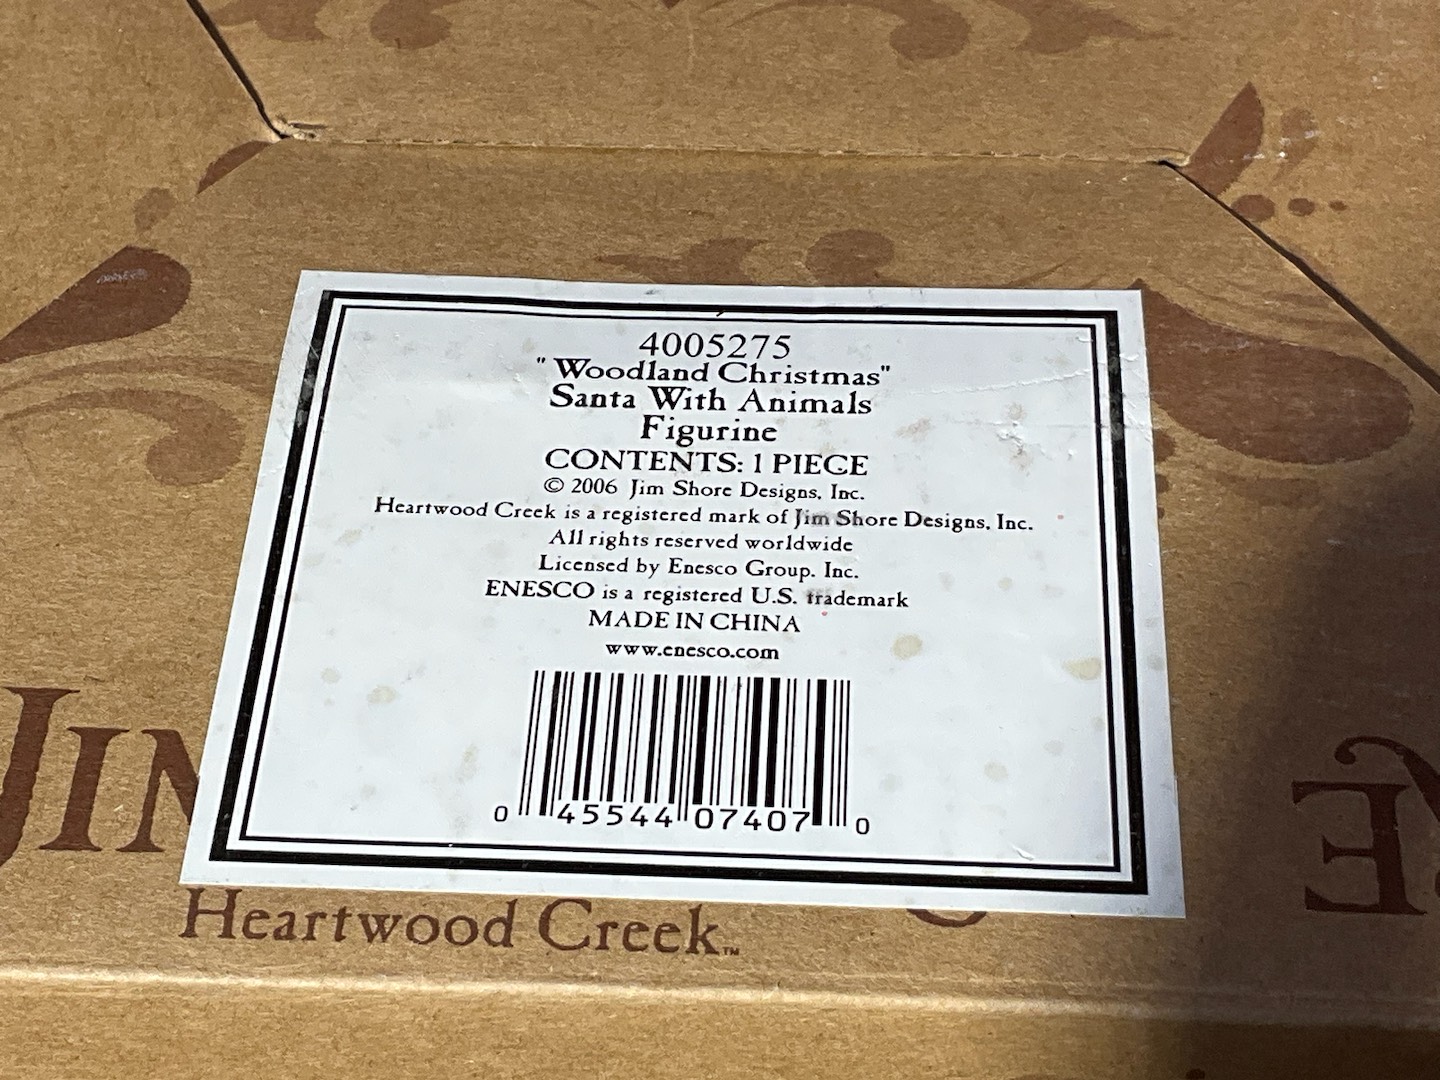 4005275
"Woodland Christmas"
Santa With Animals
Figurine
CONTENTS: 1 PIECE
© 2006 Jim Shore Designs, Inc.
Heartwood Creek is a registered mark of Jim Shore Designs, Inc.
All rights reserved worldwide
Licensed by Enesco Group. Inc.
ENESCO is a registered U.S. trademark
MADE IN CHINA
www.enesco.com
0 45544 07407 0
JIM
Heartwood Creek™